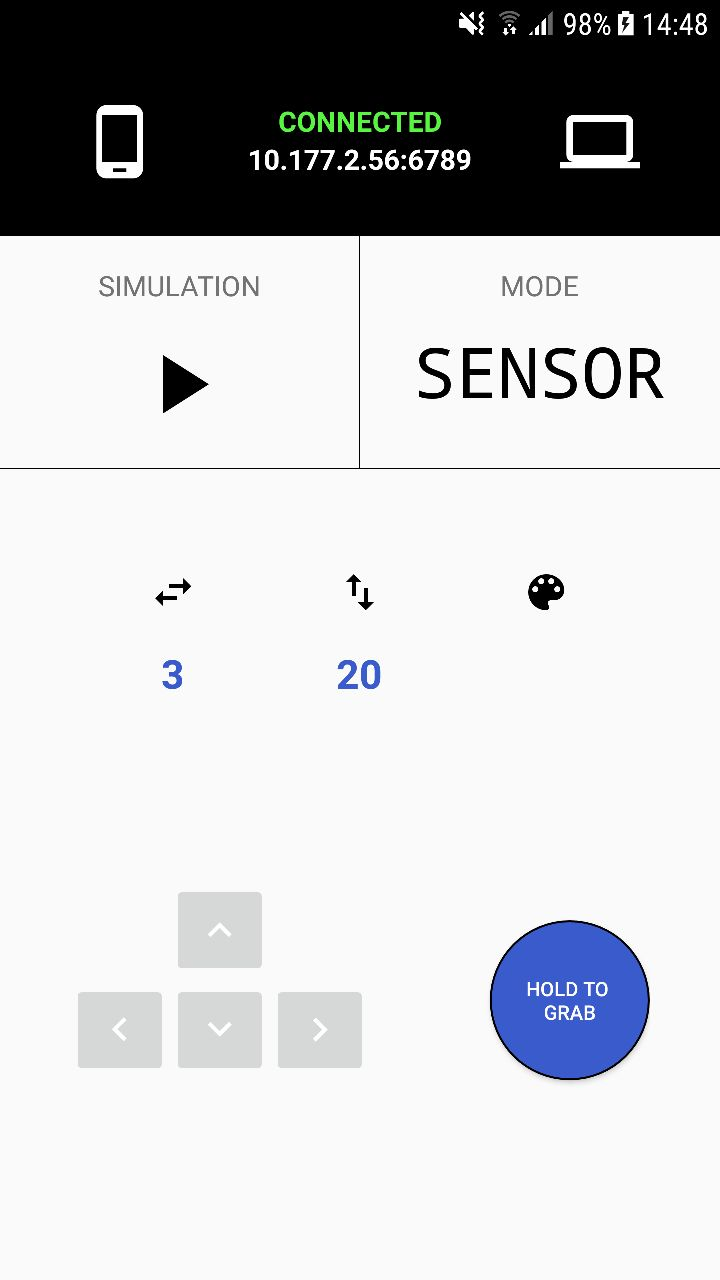 98% 14:48
CONNECTED
10.177.2.56:6789
SIMULATION
MODE
SENSOR
3
20
HOLD TO
GRAB